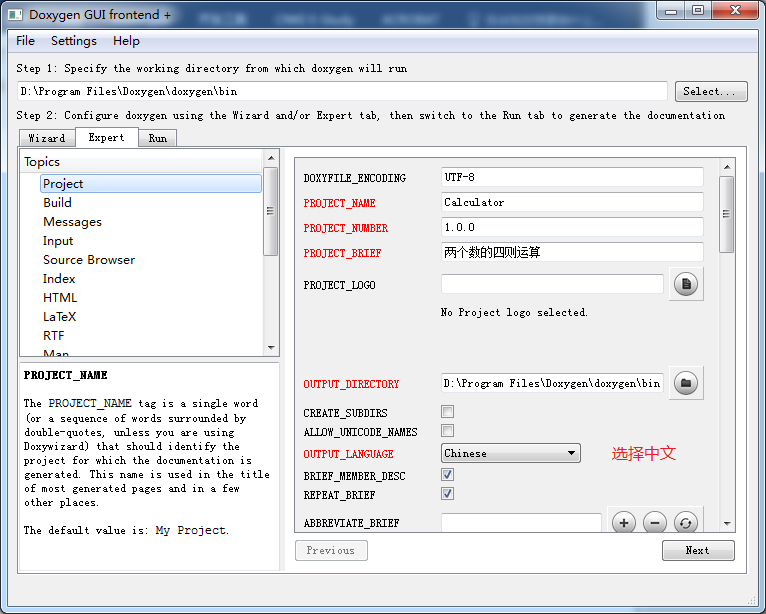 Doxygen GUI frontend +
File Settings Help
Step 1: Specify the working directory from which doxygen will run
D:\Program Files\Doxygen\doxygen\bin
Select...
Step 2: Configure doxygen using the Wizard and/or Expert tab, then switch to the Run tab to generate the documentation
Wizard Expert Run
Topics
Project
Build
Messages
Input
Source Browser
Index
HTML
LaTeX
RTF
Man
PROJECT_NAME
The PROJECT_NAME tag is a single word
(or a sequence of words surrounded by
double-quotes, unless you are using
Doxywizard) that should identify the
project for which the documentation is
generated. This name is used in the title
of most generated pages and in a few
other places.
The default value is: My Project.
DOXYFILE_ENCODING UTF-8
PROJECT_NAME Calculator
PROJECT_NUMBER 1.0.0
PROJECT_BRIEF 两个数的四则运算
PROJECT_LOGO
No Project logo selected.
OUTPUT_DIRECTORY D:\Program Files\Doxygen\doxygen\bin
CREATE_SUBDIRS
ALLOW_UNICODE_NAMES
OUTPUT_LANGUAGE Chinese 选择中文
BRIEF_MEMBER_DESC
REPEAT_BRIEF
ABBREVIATE_BRIEF
Previous Next